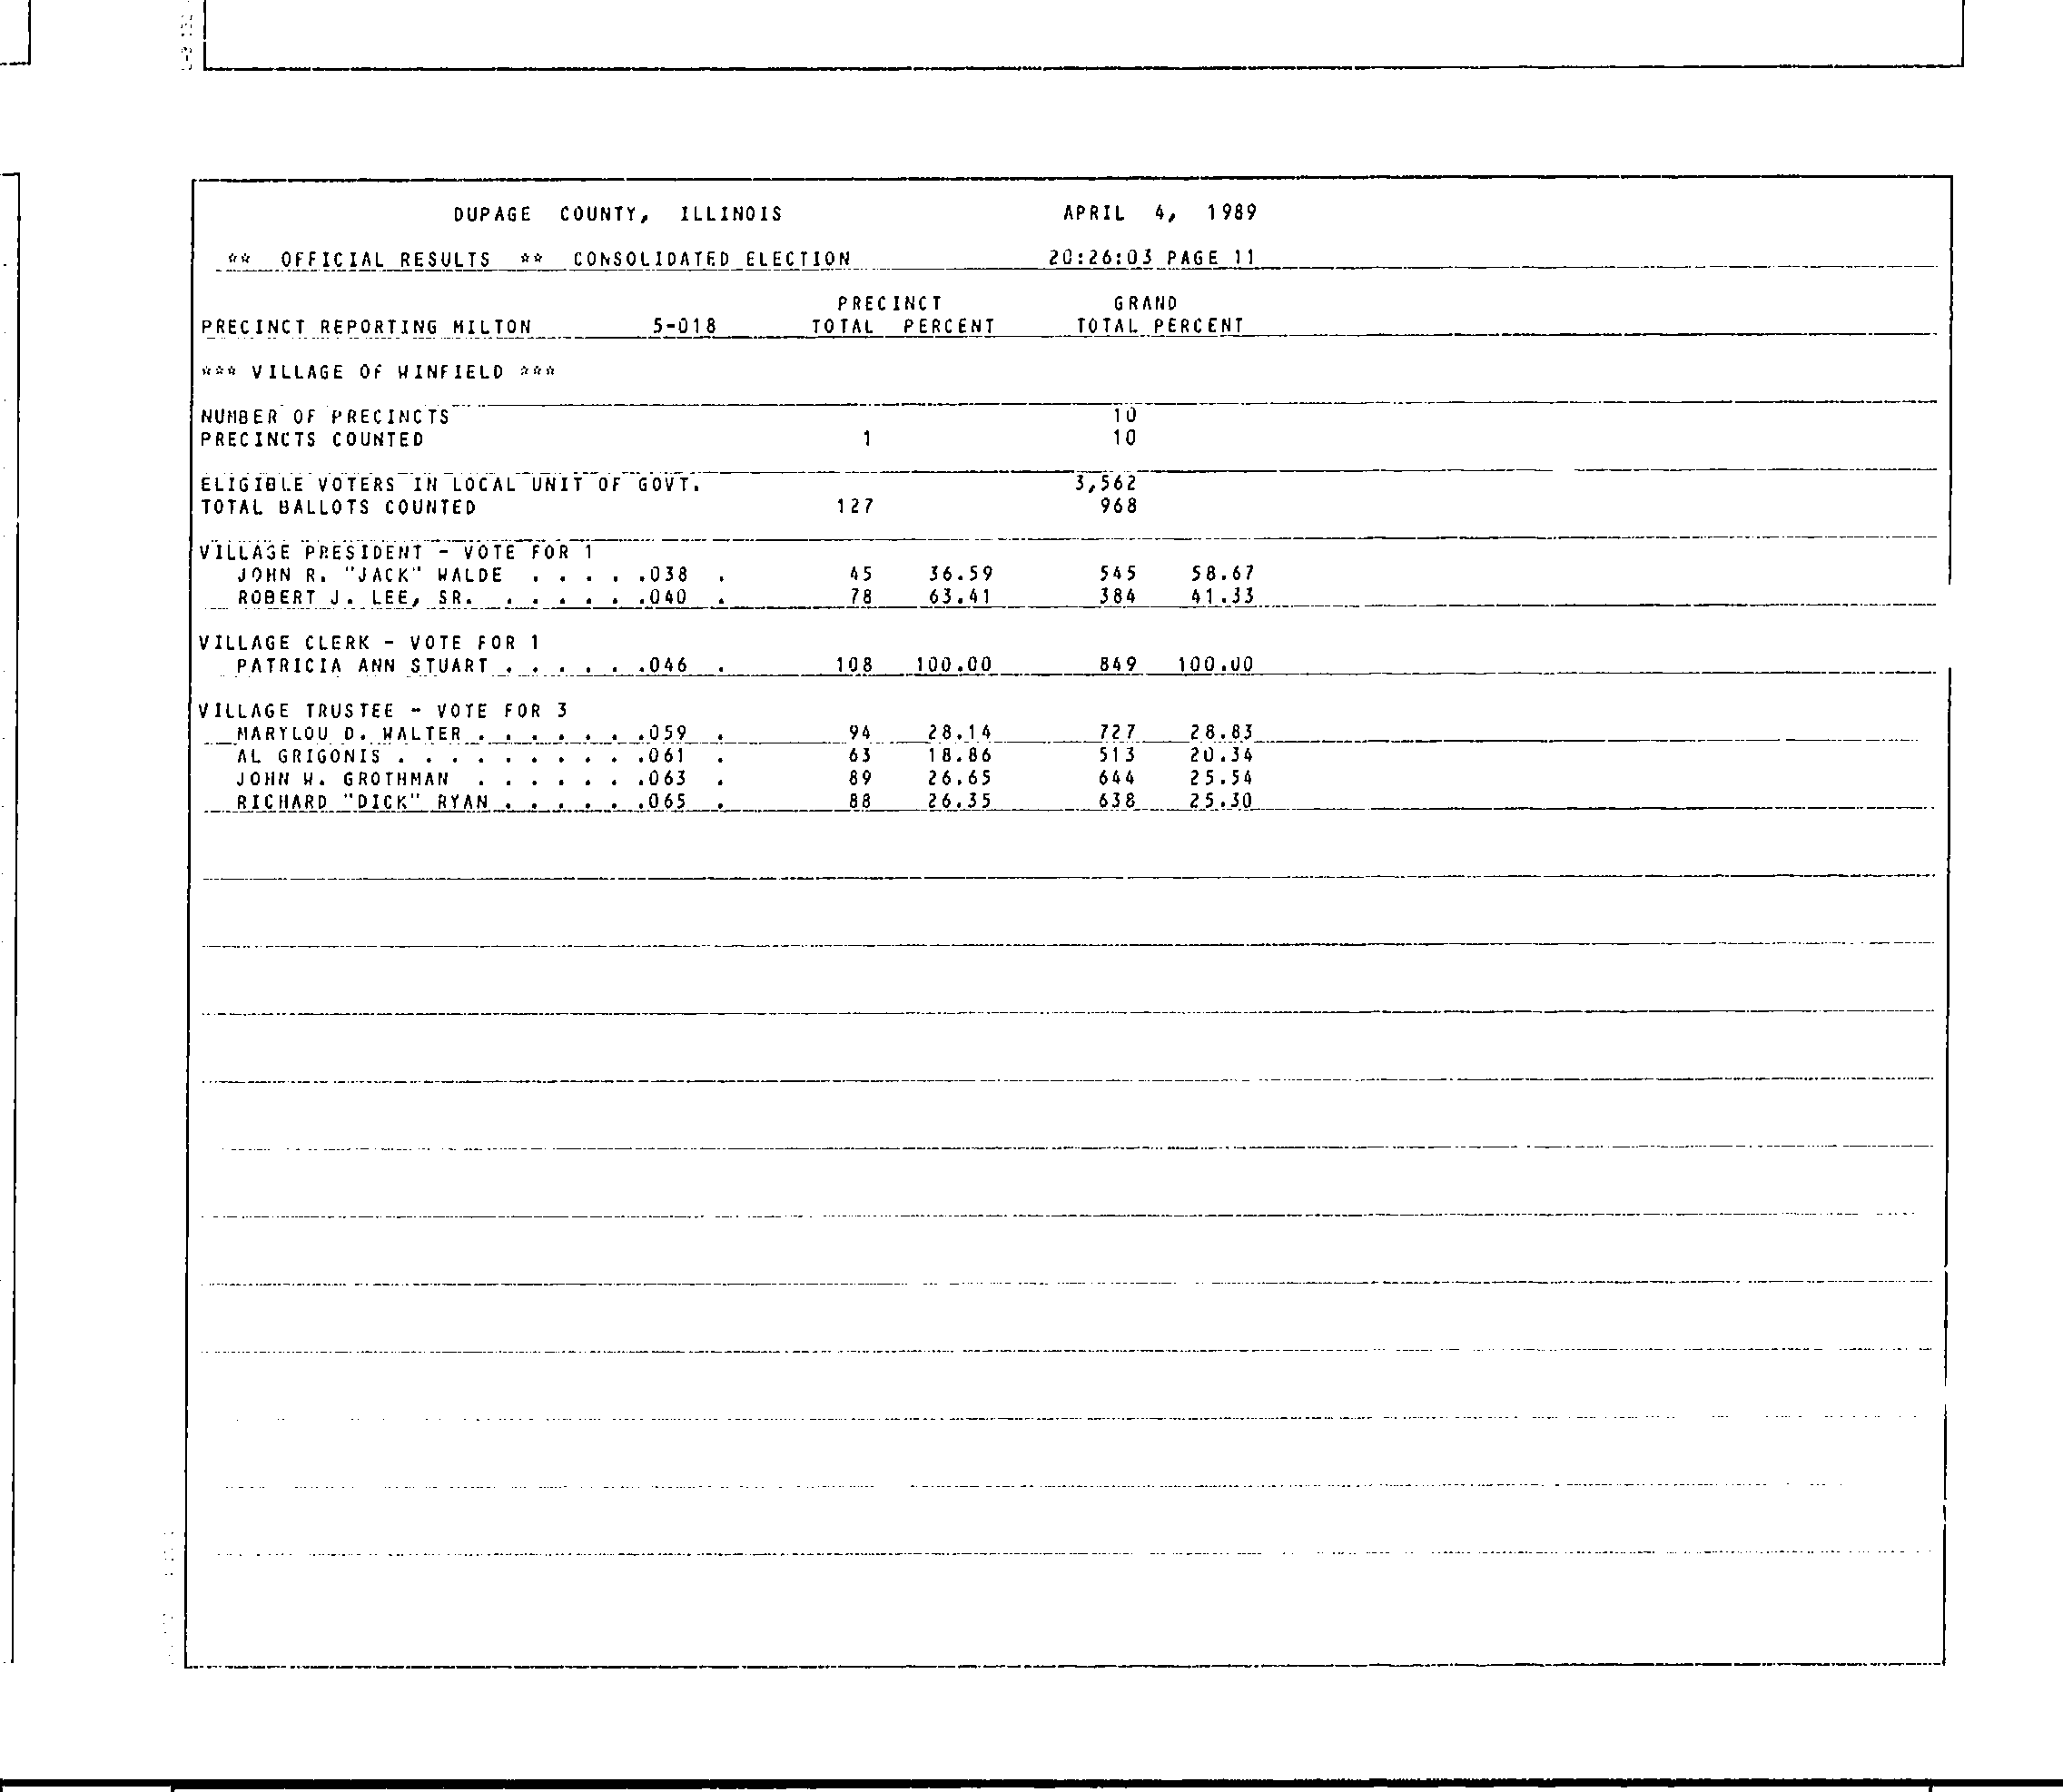 DUPAGE COUNTY, ILLINOIS APRIL 4, 1989
** OFFICIAL RESULTS ** CONSOLIDATED ELECTION 20:26:03 PAGE 11
PRECINCT GRAND
PRECINCT REPORTING MILTON 5-018 TOTAL PERCENT TOTAL PERCENT
*** VILLAGE OF WINFIELD ***
NUMBER OF PRECINCTS 10
PRECINCTS COUNTED 1 10
ELIGIBLE VOTERS IN LOCAL UNIT OF GOVT. 3,562
TOTAL BALLOTS COUNTED 127 968
VILLAGE PRESIDENT - VOTE FOR 1
JOHN R. "JACK" WALDE . . . . .038 . 45 36.59 545 58.67
ROBERT J. LEE, SR. . . . . . .040 . 78 63.41 384 41.33
VILLAGE CLERK - VOTE FOR 1
PATRICIA ANN STUART . . . . . .046 . 108 100.00 849 100.00
VILLAGE TRUSTEE - VOTE FOR 3
MARYLOU D. WALTER . . . . . . .059 . 94 28.14 727 28.83
AL GRIGONIS . . . . . . . . . .061 . 63 18.86 513 20.34
JOHN W. GROTHMAN . . . . . . .063 . 89 26.65 644 25.54
RICHARD "DICK" RYAN . . . . . .065 . 88 26.35 638 25.30